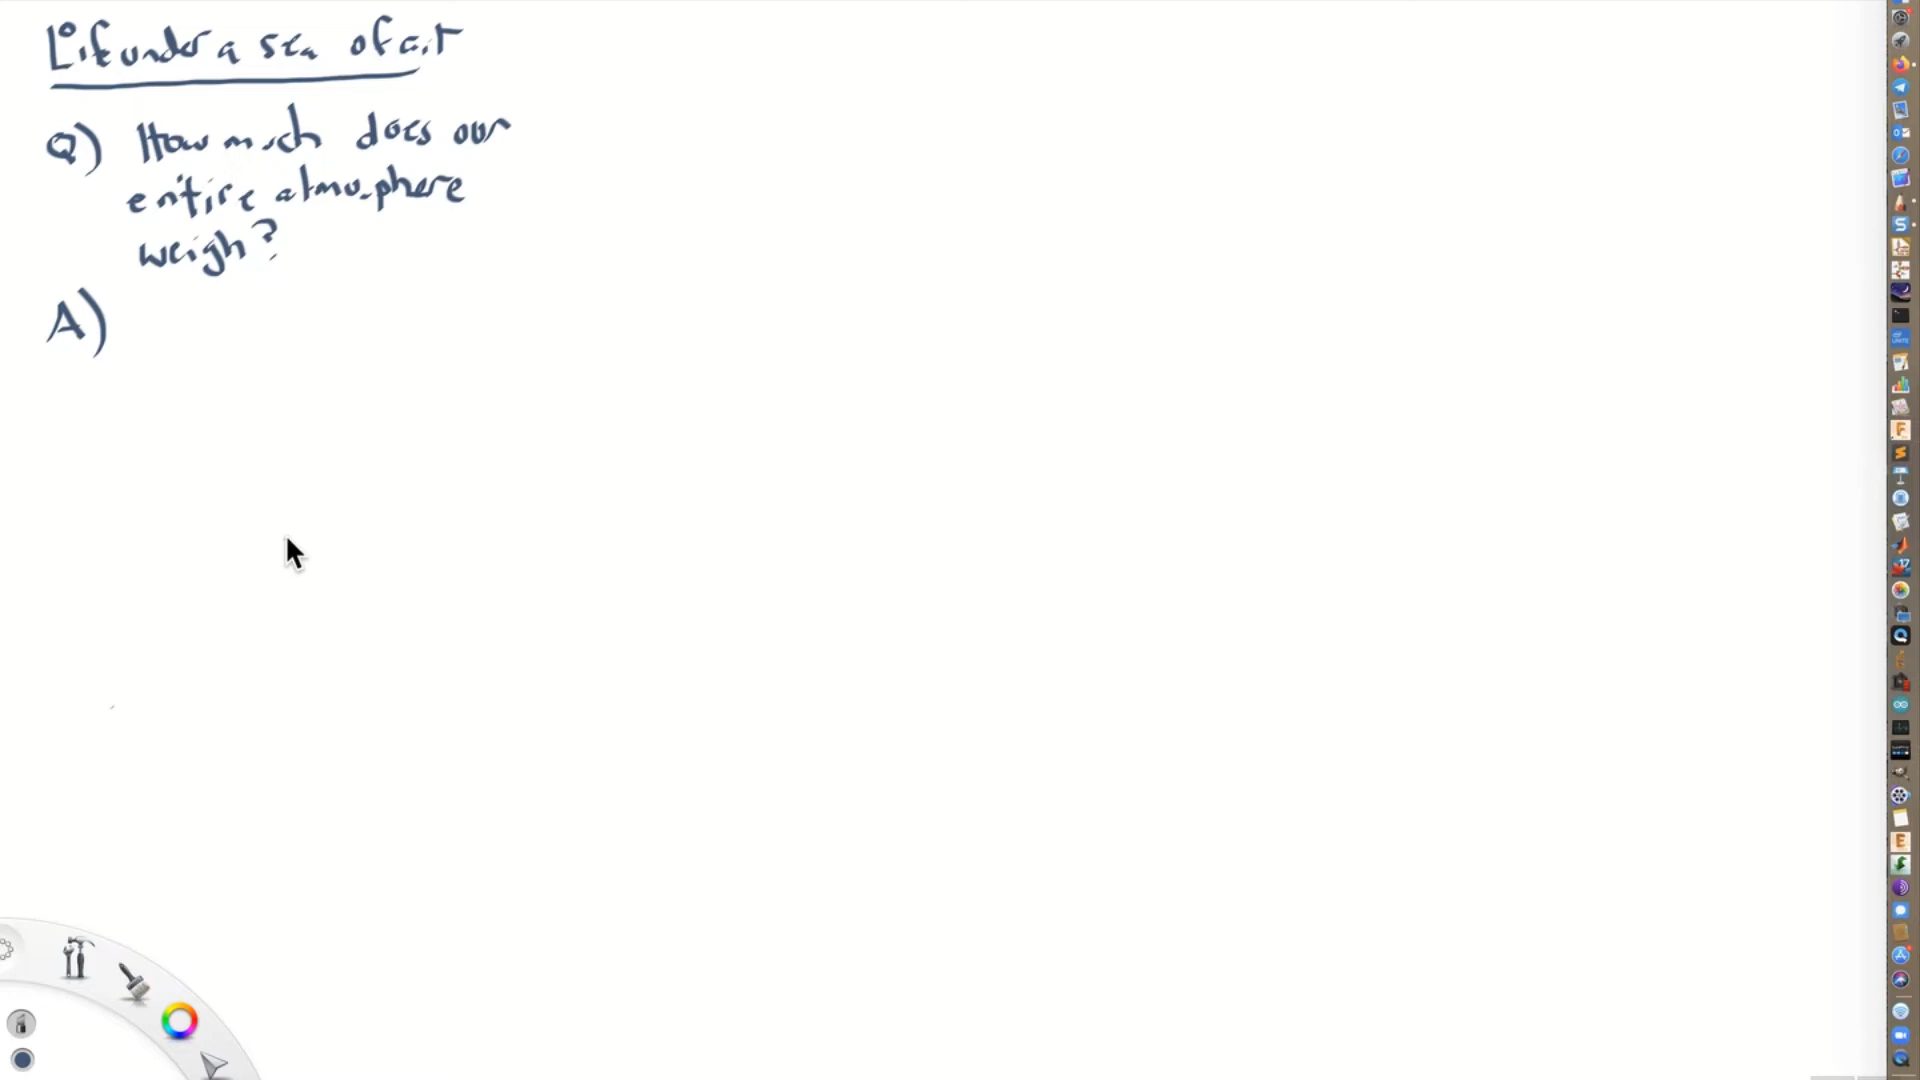 Life under a sea of air
Q) How much does our
entire atmosphere
weigh?
A)